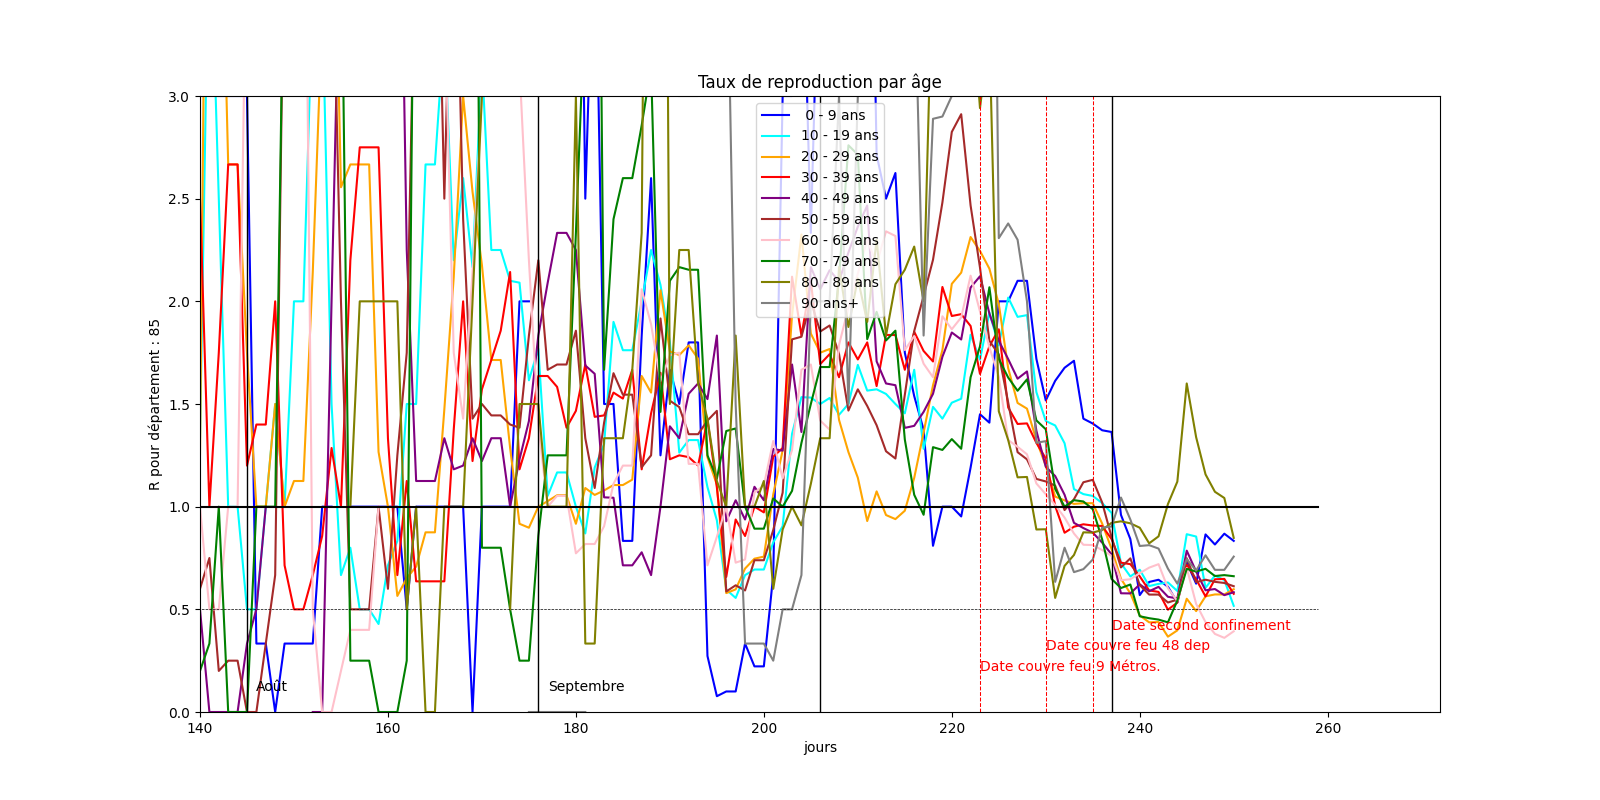 Taux de reproduction par âge
R pour département : 85
3.0
2.5
2.0
1.5
1.0
0.5
0.0
0 - 9 ans
10 - 19 ans
20 - 29 ans
30 - 39 ans
40 - 49 ans
50 - 59 ans
60 - 69 ans
70 - 79 ans
80 - 89 ans
90 ans+
Date second confinement
Date couvre feu 48 dep
Date couvre feu 9 Métros.
Août
Septembre
140
160
180
200
220
240
260
jours